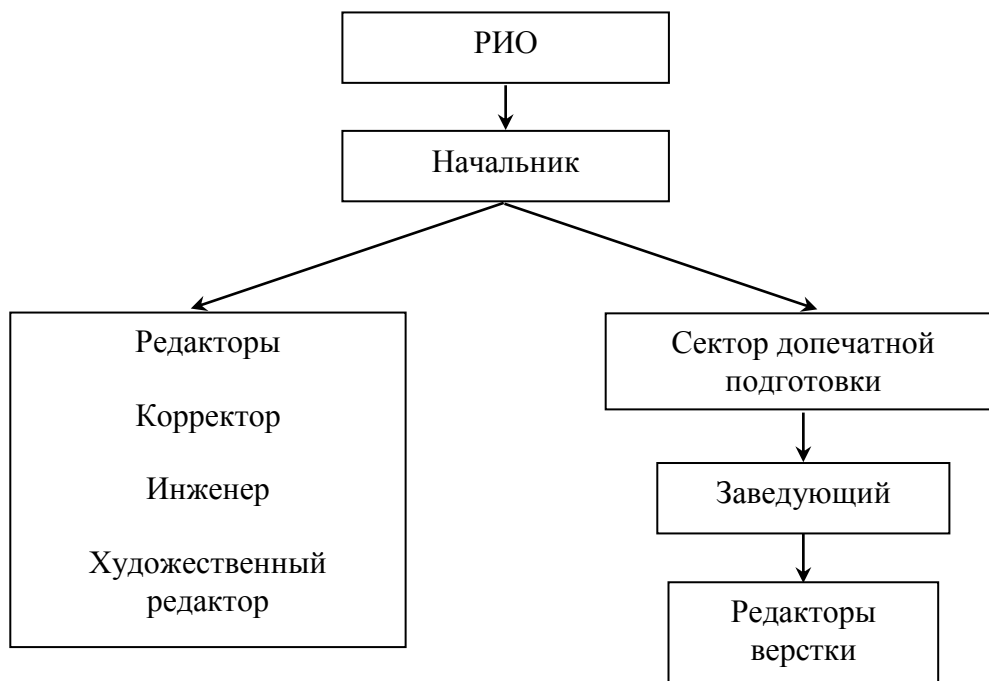 РИО
Начальник
Редакторы
Корректор
Инженер
Художественный
редактор
Сектор допечатной
подготовки
Заведующий
Редакторы
верстки